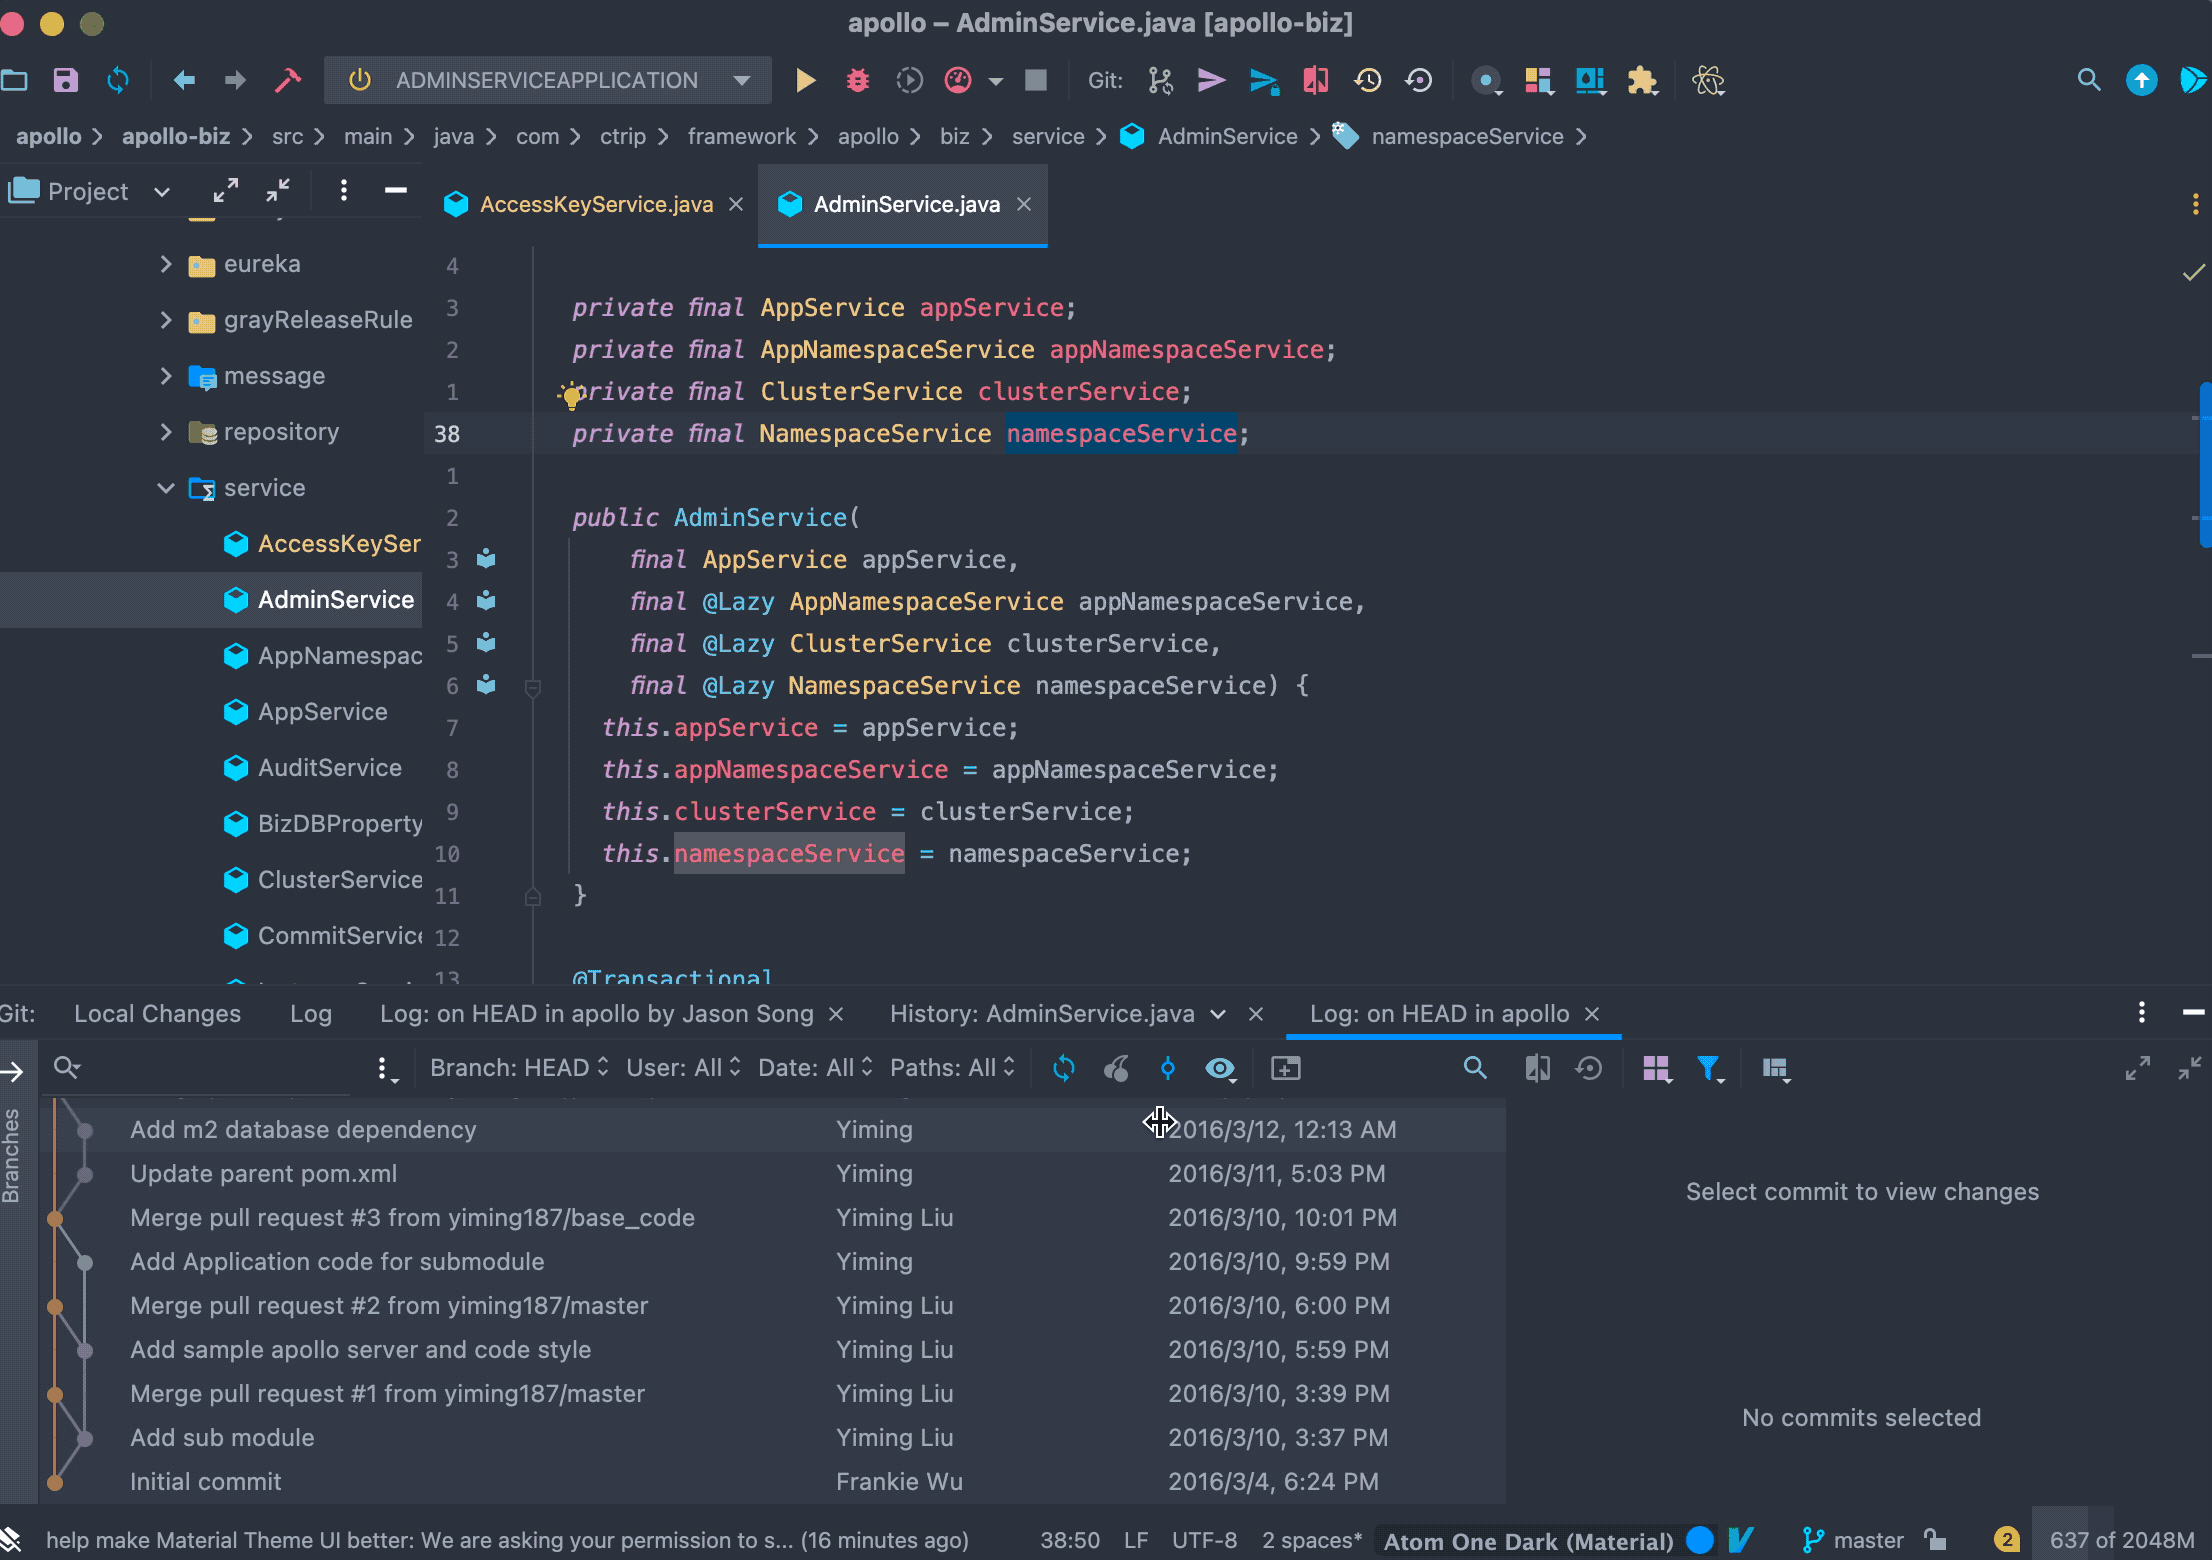 apollo – AdminService.java [apollo-biz]
ADMINSERVICEAPPLICATION
Git:
apollo apollo-biz src main java com ctrip framework apollo biz service AdminService namespaceService
Project
AccessKeyService.java
AdminService.java
eureka
grayReleaseRule
message
repository
service
AccessKeySer
AdminService
AppNamespac
AppService
AuditService
BizDBProperty
ClusterService
CommitService
4
3 private final AppService appService;
2 private final AppNamespaceService appNamespaceService;
1 private final ClusterService clusterService;
38 private final NamespaceService namespaceService;
1
2 public AdminService(
3 final AppService appService,
4 final @Lazy AppNamespaceService appNamespaceService,
5 final @Lazy ClusterService clusterService,
6 final @Lazy NamespaceService namespaceService) {
7 this.appService = appService;
8 this.appNamespaceService = appNamespaceService;
9 this.clusterService = clusterService;
10 this.namespaceService = namespaceService;
11 }
12
13 @Transactional
Git: Local Changes Log Log: on HEAD in apollo by Jason Song History: AdminService.java Log: on HEAD in apollo
Branch: HEAD User: All Date: All Paths: All
Branches
Add m2 database dependency Yiming 2016/3/12, 12:13 AM
Update parent pom.xml Yiming 2016/3/11, 5:03 PM
Merge pull request #3 from yiming187/base_code Yiming Liu 2016/3/10, 10:01 PM
Add Application code for submodule Yiming 2016/3/10, 9:59 PM
Merge pull request #2 from yiming187/master Yiming Liu 2016/3/10, 6:00 PM
Add sample apollo server and code style Yiming Liu 2016/3/10, 5:59 PM
Merge pull request #1 from yiming187/master Yiming Liu 2016/3/10, 3:39 PM
Add sub module Yiming Liu 2016/3/10, 3:37 PM
Initial commit Frankie Wu 2016/3/4, 6:24 PM
Select commit to view changes
No commits selected
help make Material Theme UI better: We are asking your permission to s... (16 minutes ago) 38:50 LF UTF-8 2 spaces* Atom One Dark (Material) master 2 637 of 2048M